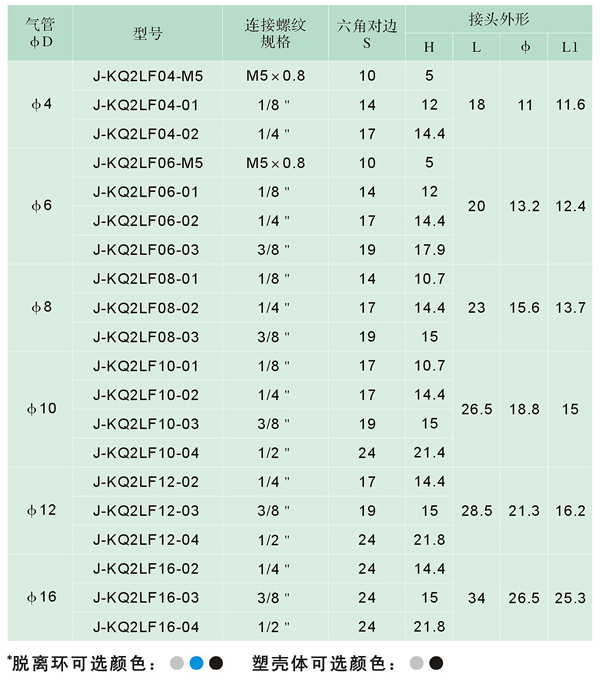 气管 φD 型号 连接螺纹规格 六角对边 S 接头外形
H L ф L1
ф4 J-KQ2LF04-M5 M5×0.8 10 5 18 11 11.6
J-KQ2LF04-01 1/8 " 14 12
J-KQ2LF04-02 1/4 " 17 14.4
ф6 J-KQ2LF06-M5 M5×0.8 10 5 20 13.2 12.4
J-KQ2LF06-01 1/8 " 14 12
J-KQ2LF06-02 1/4 " 17 14.4
J-KQ2LF06-03 3/8 " 19 17.9
ф8 J-KQ2LF08-01 1/8 " 14 10.7 23 15.6 13.7
J-KQ2LF08-02 1/4 " 17 14.4
J-KQ2LF08-03 3/8 " 19 15
ф10 J-KQ2LF10-01 1/8 " 17 10.7 26.5 18.8 15
J-KQ2LF10-02 1/4 " 17 14.4
J-KQ2LF10-03 3/8 " 19 15
J-KQ2LF10-04 1/2 " 24 21.4
ф12 J-KQ2LF12-02 1/4 " 17 14.4 28.5 21.3 16.2
J-KQ2LF12-03 3/8 " 19 15
J-KQ2LF12-04 1/2 " 24 21.8
ф16 J-KQ2LF16-02 1/4 " 24 14.4 34 26.5 25.3
J-KQ2LF16-03 3/8 " 24 15
J-KQ2LF16-04 1/2 " 24 21.8
*脱离环可选颜色： 塑壳体可选颜色：